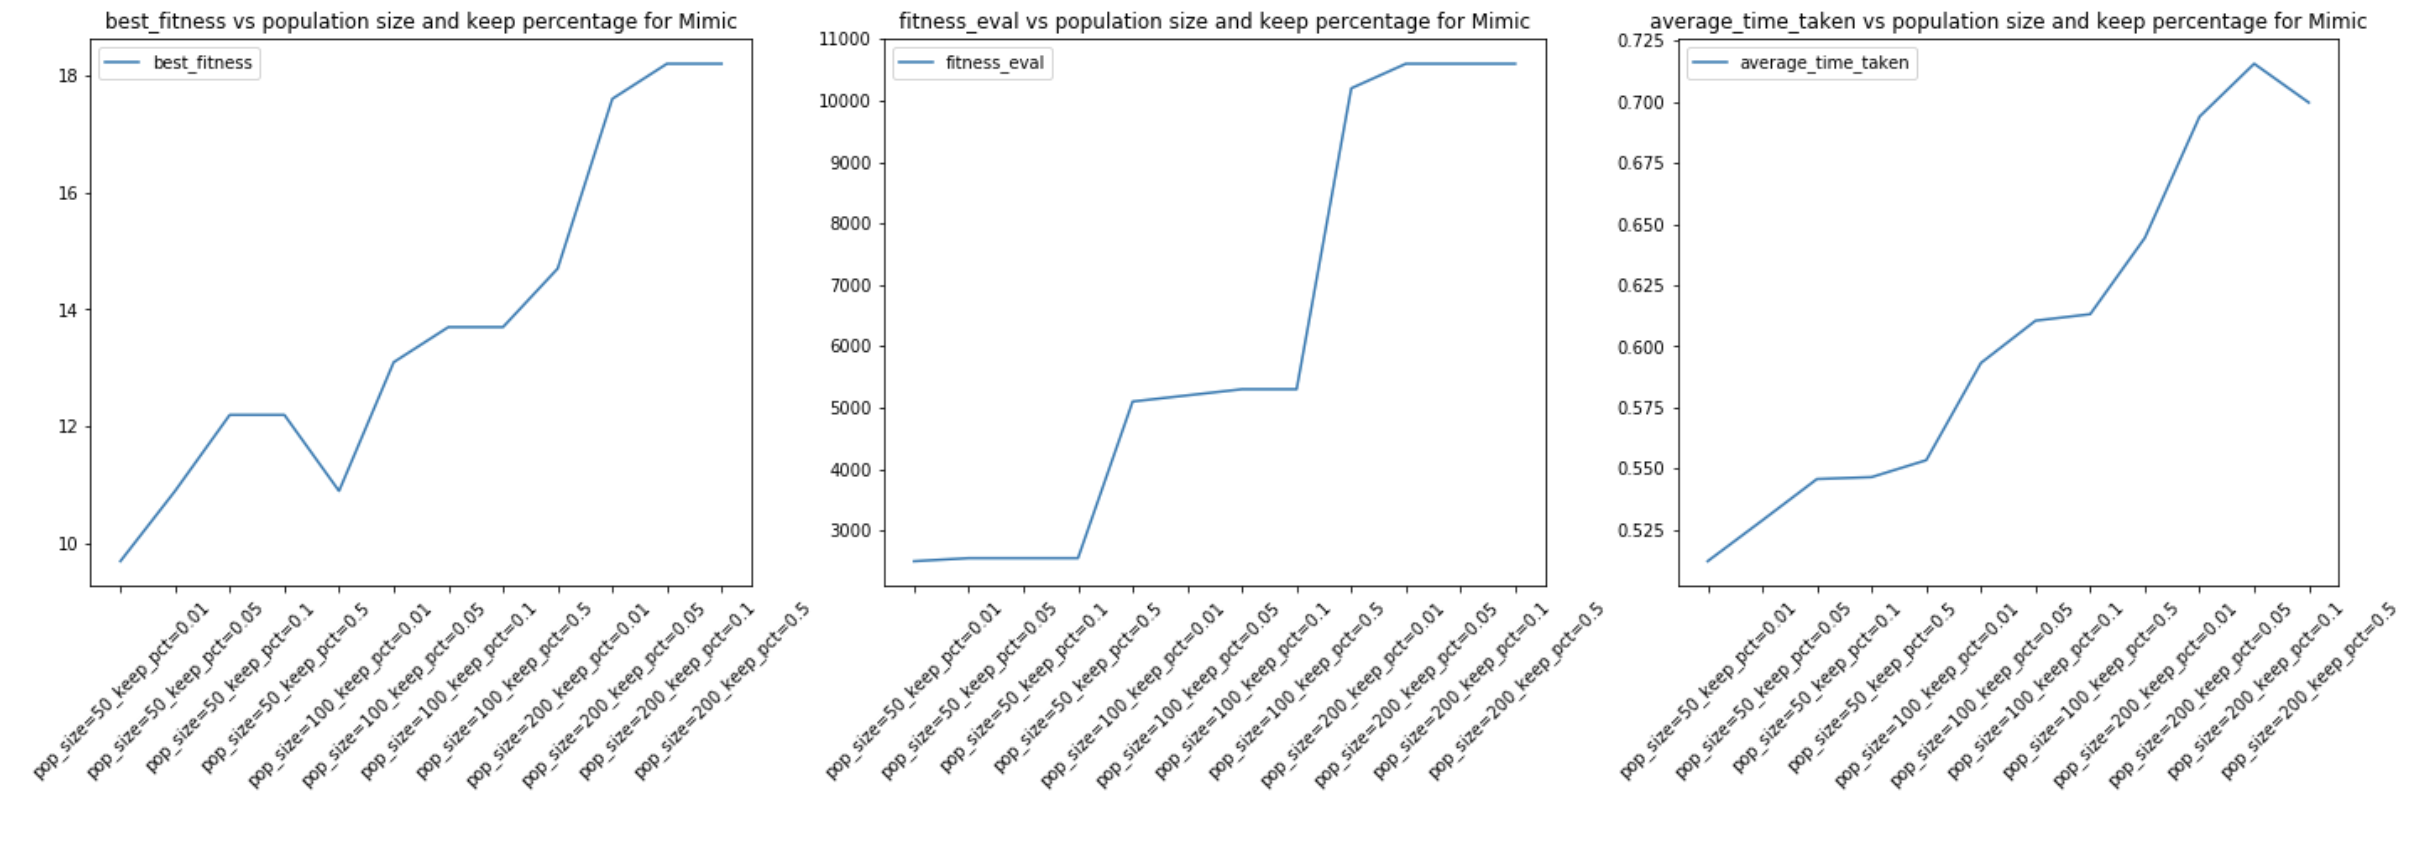 best_fitness vs population size and keep percentage for Mimic
best_fitness
18
16
14
12
10
pop_size=50_keep_pct=0.01
pop_size=50_keep_pct=0.05
pop_size=50_keep_pct=0.1
pop_size=50_keep_pct=0.5
pop_size=100_keep_pct=0.01
pop_size=100_keep_pct=0.05
pop_size=100_keep_pct=0.1
pop_size=100_keep_pct=0.5
pop_size=200_keep_pct=0.01
pop_size=200_keep_pct=0.05
pop_size=200_keep_pct=0.1
pop_size=200_keep_pct=0.5
fitness_eval vs population size and keep percentage for Mimic
fitness_eval
11000
10000
9000
8000
7000
6000
5000
4000
3000
pop_size=50_keep_pct=0.01
pop_size=50_keep_pct=0.05
pop_size=50_keep_pct=0.1
pop_size=50_keep_pct=0.5
pop_size=100_keep_pct=0.01
pop_size=100_keep_pct=0.05
pop_size=100_keep_pct=0.1
pop_size=100_keep_pct=0.5
pop_size=200_keep_pct=0.01
pop_size=200_keep_pct=0.05
pop_size=200_keep_pct=0.1
pop_size=200_keep_pct=0.5
average_time_taken vs population size and keep percentage for Mimic
average_time_taken
0.725
0.700
0.675
0.650
0.625
0.600
0.575
0.550
0.525
pop_size=50_keep_pct=0.01
pop_size=50_keep_pct=0.05
pop_size=50_keep_pct=0.1
pop_size=50_keep_pct=0.5
pop_size=100_keep_pct=0.01
pop_size=100_keep_pct=0.05
pop_size=100_keep_pct=0.1
pop_size=100_keep_pct=0.5
pop_size=200_keep_pct=0.01
pop_size=200_keep_pct=0.05
pop_size=200_keep_pct=0.1
pop_size=200_keep_pct=0.5